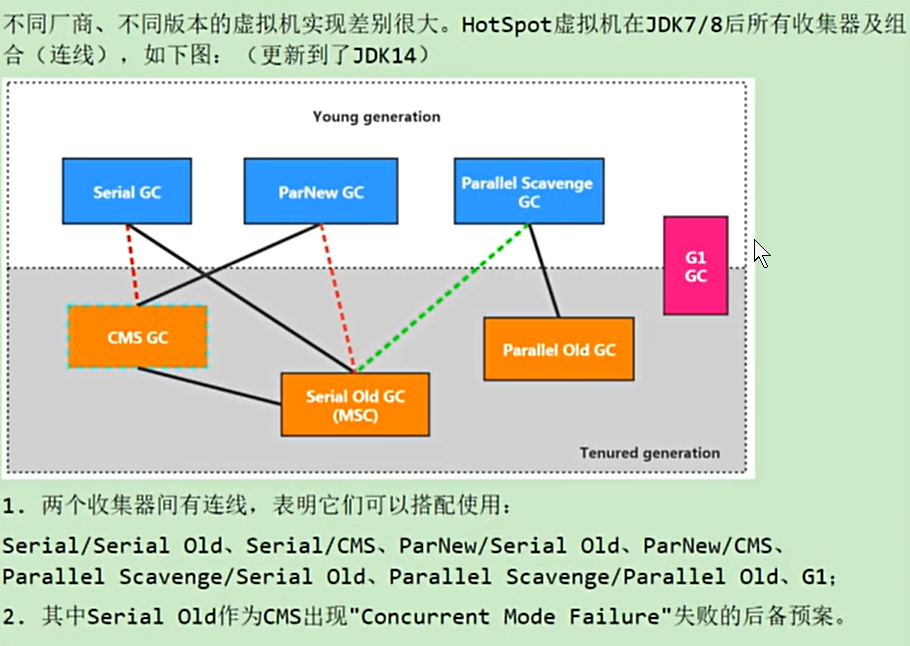 不同厂商、不同版本的虚拟机实现差别很大。HotSpot虚拟机在JDK7/8后所有收集器及组
合（连线），如下图：（更新到了JDK14）
Young generation
Serial GC
ParNew GC
Parallel Scavenge
GC
G1
GC
CMS GC
Parallel Old GC
Serial Old GC
(MSC)
Tenured generation
1. 两个收集器间有连线，表明它们可以搭配使用：
Serial/Serial Old、Serial/CMS、ParNew/Serial Old、ParNew/CMS、
Parallel Scavenge/Serial Old、Parallel Scavenge/Parallel Old、G1；
2. 其中Serial Old作为CMS出现"Concurrent Mode Failure"失败的后备预案。